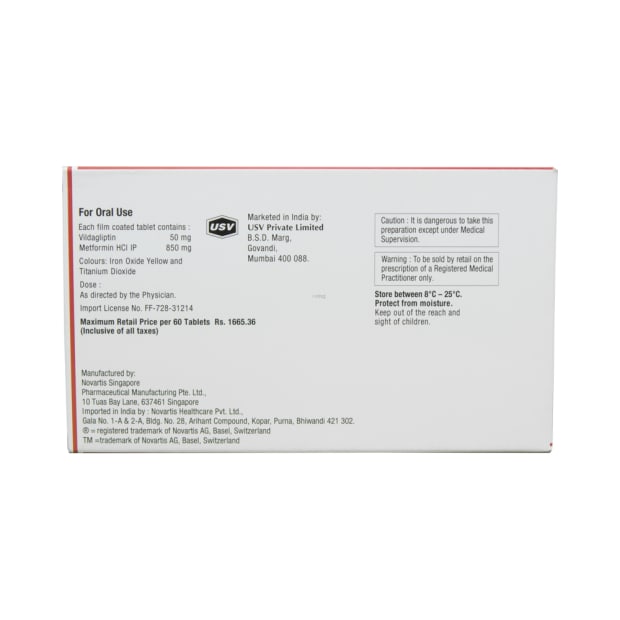 For Oral Use
Each film coated tablet contains :
Vildagliptin 50 mg
Metformin HCl IP 850 mg
Colours: Iron Oxide Yellow and
Titanium Dioxide
Dose :
As directed by the Physician.
Import License No. FF-728-31214
Maximum Retail Price per 60 Tablets Rs. 1665.36
(Inclusive of all taxes)
USV
Marketed in India by:
USV Private Limited
B.S.D. Marg,
Govandi,
Mumbai 400 088.
Caution : It is dangerous to take this
preparation except under Medical
Supervision.
Warning : To be sold by retail on the
prescription of a Registered Medical
Practitioner only.
Store between 8°C – 25°C.
Protect from moisture.
Keep out of the reach and
sight of children.
Manufactured by:
Novartis Singapore
Pharmaceutical Manufacturing Pte. Ltd.,
10 Tuas Bay Lane, 637461 Singapore
Imported in India by : Novartis Healthcare Pvt. Ltd.,
Gala No. 1-A & 2-A, Bldg. No. 28, Arihant Compound, Kopar, Purna, Bhiwandi 421 302.
® = registered trademark of Novartis AG, Basel, Switzerland
TM =trademark of Novartis AG, Basel, Switzerland